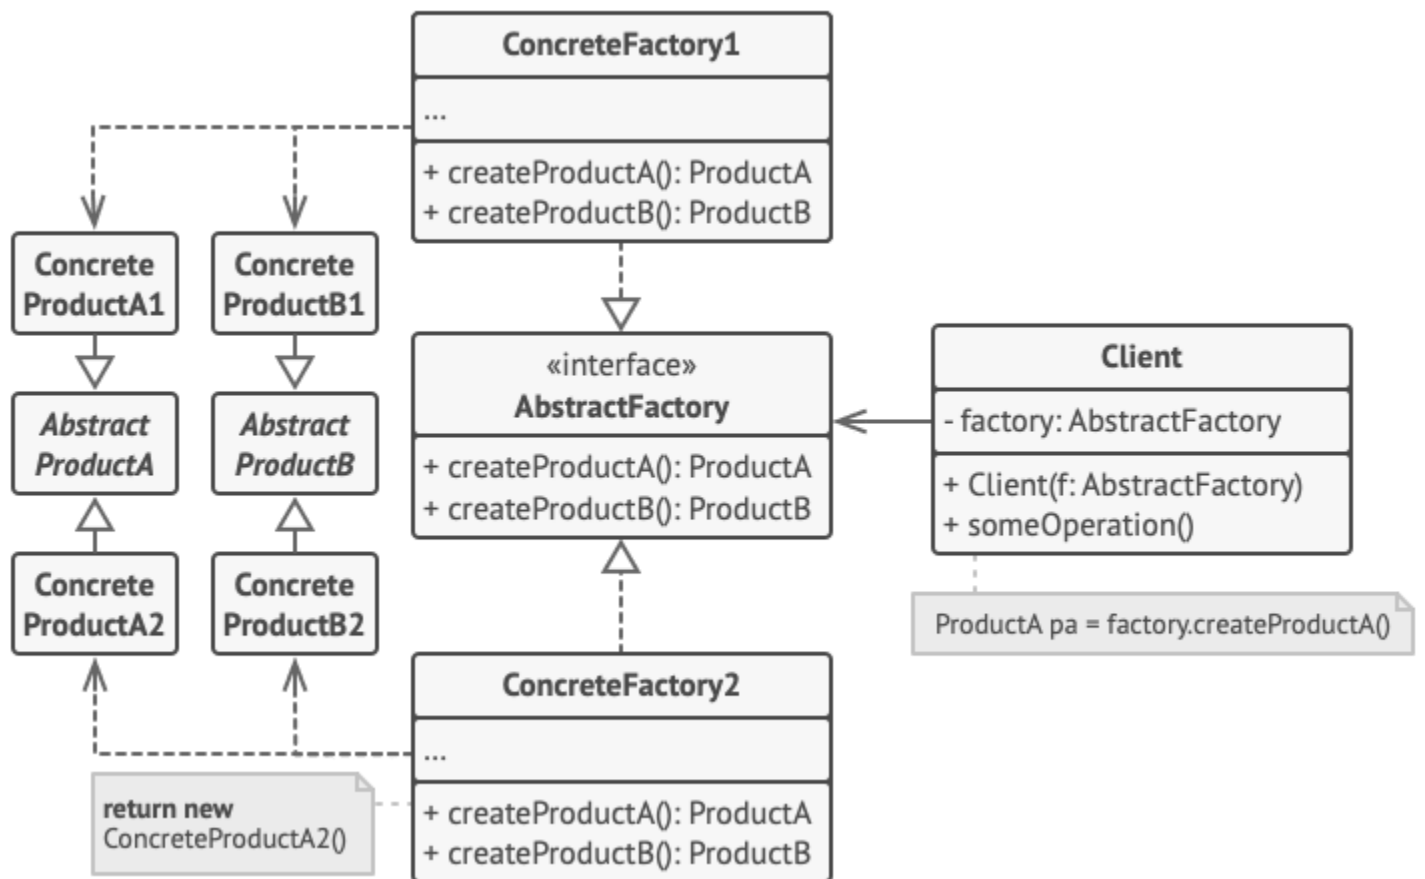 ConcreteFactory1
...
+ createProductA(): ProductA
+ createProductB(): ProductB
Concrete
ProductA1
Concrete
ProductB1
Abstract
ProductA
Abstract
ProductB
Concrete
ProductA2
Concrete
ProductB2
«interface»
AbstractFactory
+ createProductA(): ProductA
+ createProductB(): ProductB
Client
- factory: AbstractFactory
+ Client(f: AbstractFactory)
+ someOperation()
ProductA pa = factory.createProductA()
ConcreteFactory2
...
+ createProductA(): ProductA
+ createProductB(): ProductB
return new
ConcreteProductA2()